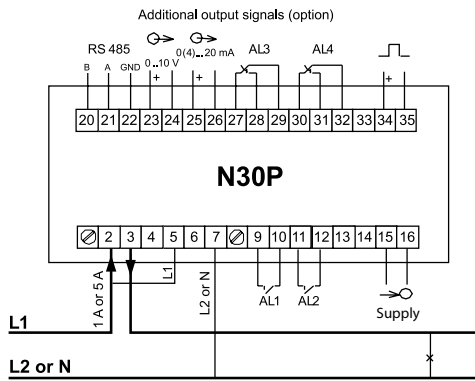 Additional output signals (option)
RS 485
0 ..10 V
0(4)... 20 mA
AL3
AL4
B A GND + + +
20 21 22 23 24 25 26 27 28 29 30 31 32 33 34 35
N30P
2 3 4 5 6 7 9 10 11 12 13 14 15 16
1 A or 5 A
L1
L2 or N
AL1
AL2
Supply
L1
L2 or N